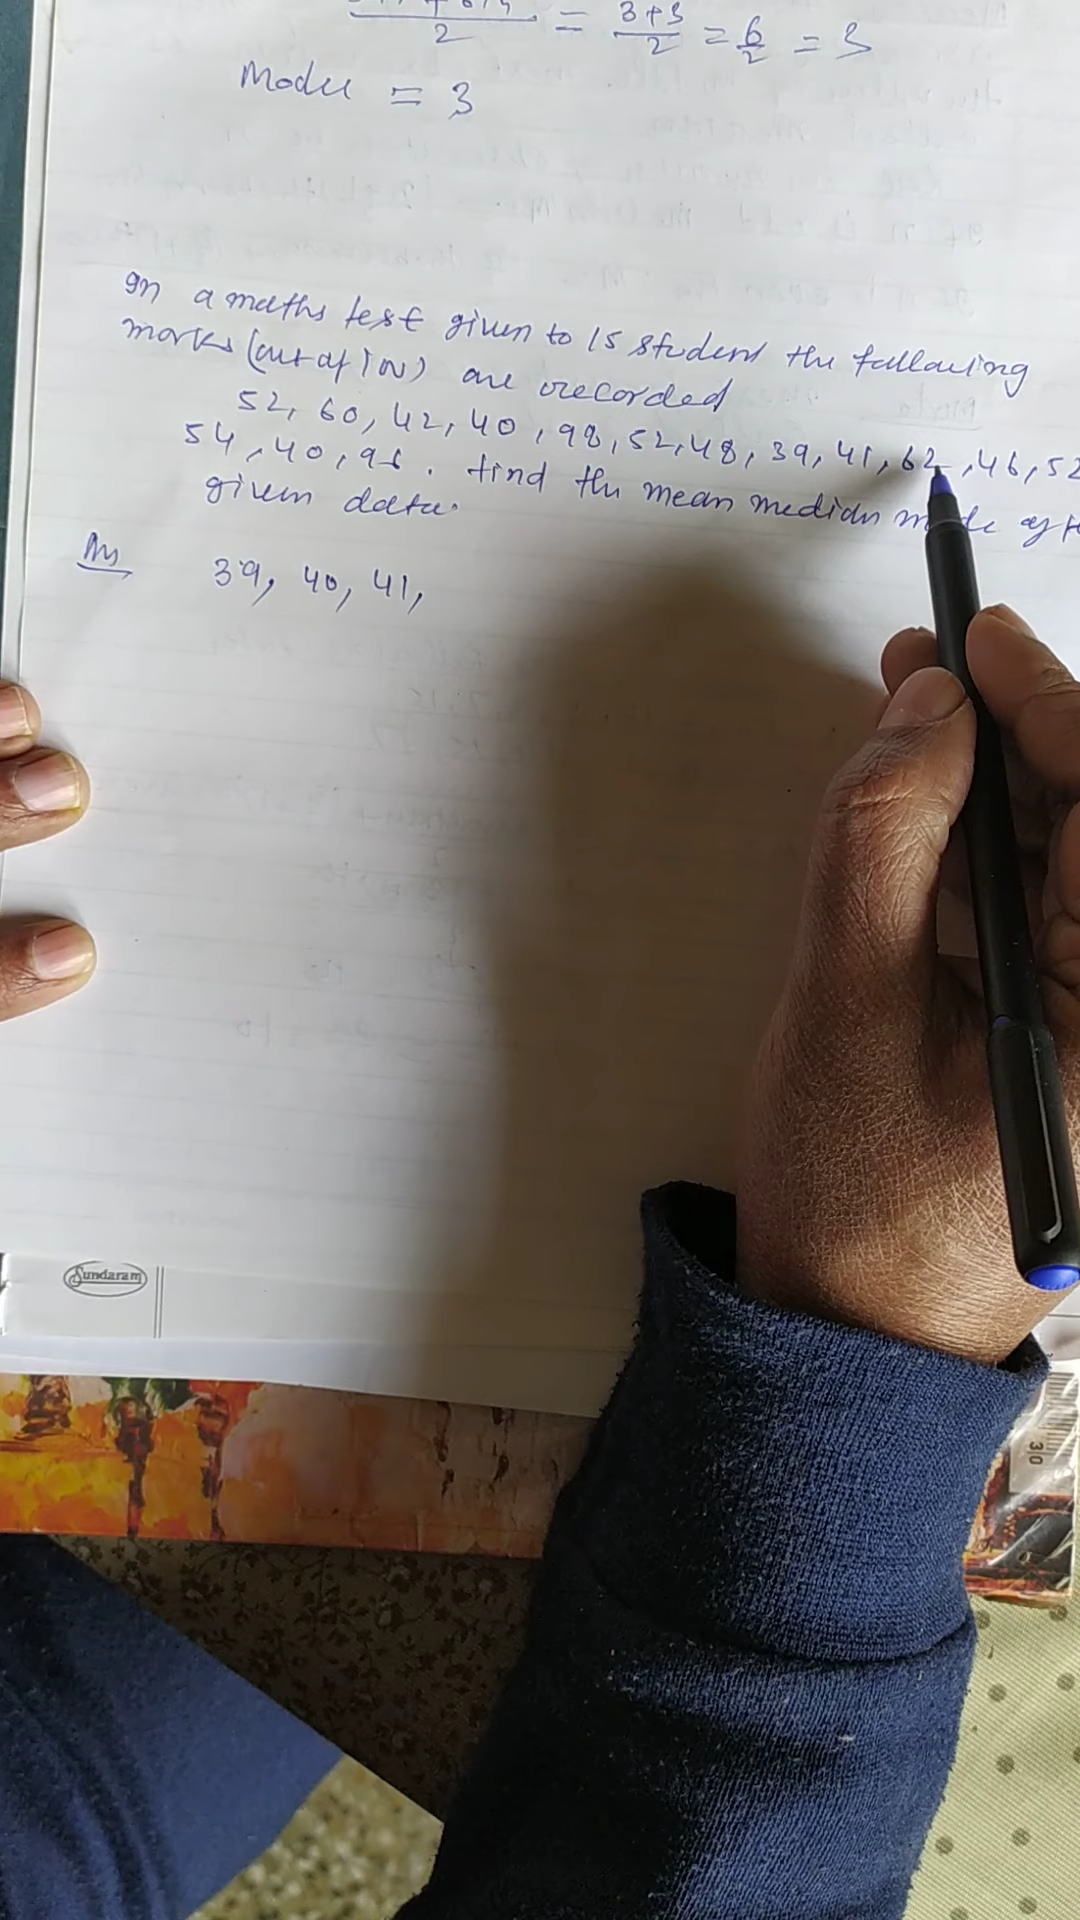 2 = 3+3/2 = 6/2 = 3
Mode = 3
In a maths test given to 15 student the following
marks (out of 100) are recorded
52, 60, 42, 40, 98, 52, 48, 39, 41, 62, 46, 52
54, 40, 96. find the mean median mode of
given data.
Ans 39, 40, 41,
Sundaram
30